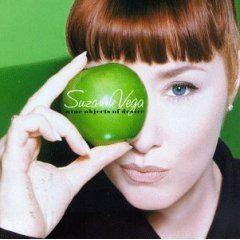 Suzanne Vega
nine objects of desire